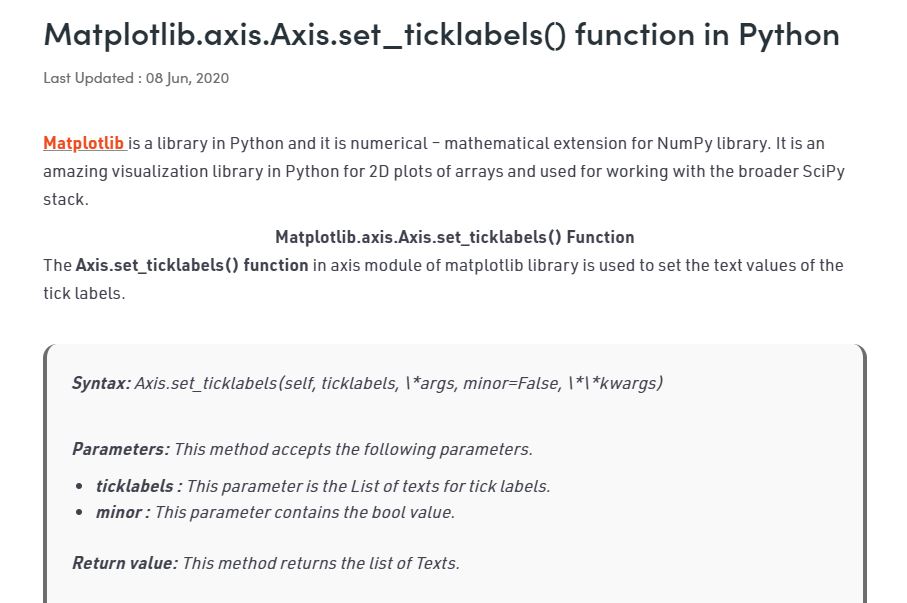 Matplotlib.axis.Axis.set_ticklabels() function in Python
Last Updated : 08 Jun, 2020
Matplotlib is a library in Python and it is numerical – mathematical extension for NumPy library. It is an
amazing visualization library in Python for 2D plots of arrays and used for working with the broader SciPy
stack.
Matplotlib.axis.Axis.set_ticklabels() Function
The Axis.set_ticklabels() function in axis module of matplotlib library is used to set the text values of the
tick labels.
Syntax: Axis.set_ticklabels(self, ticklabels, \*args, minor=False, \*\*kwargs)
Parameters: This method accepts the following parameters.
• ticklabels : This parameter is the List of texts for tick labels.
• minor : This parameter contains the bool value.
Return value: This method returns the list of Texts.